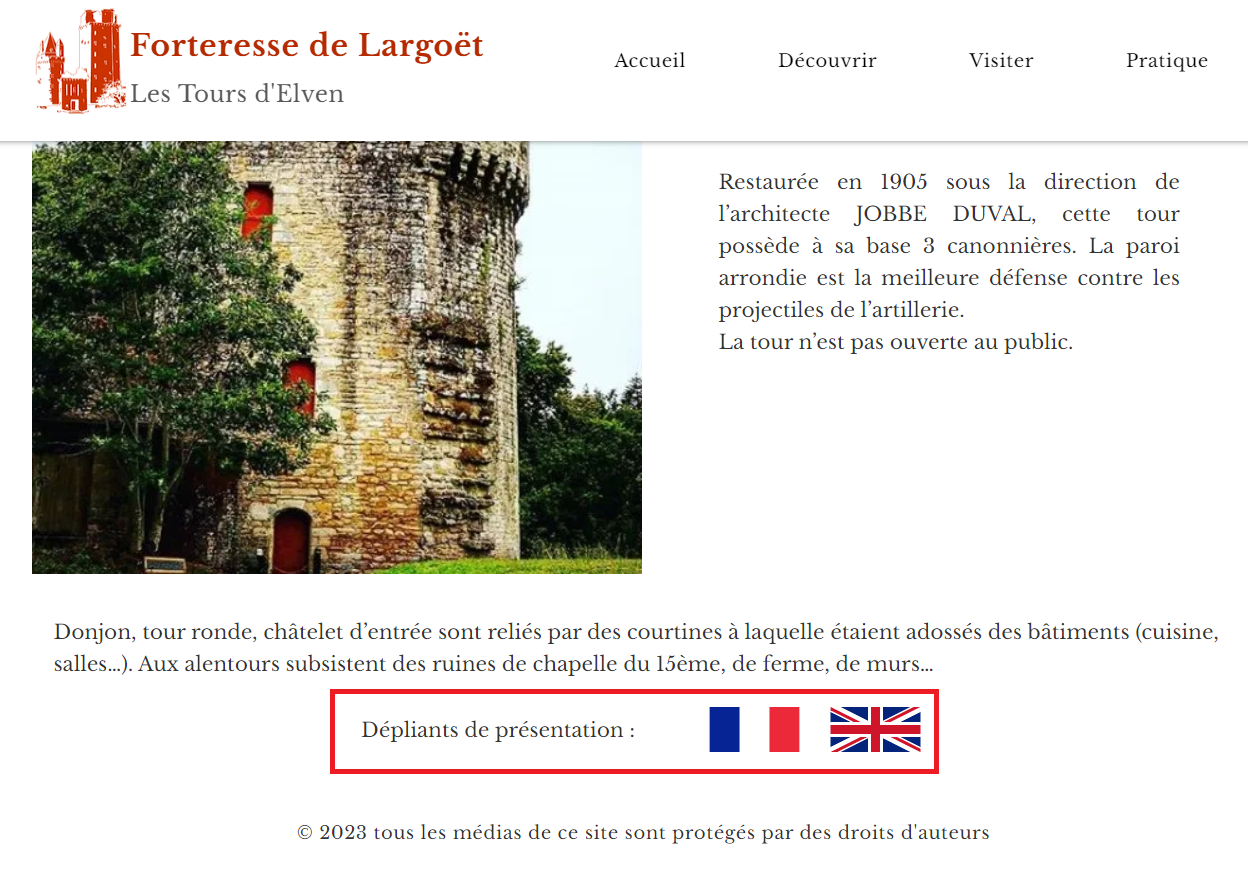 Forteresse de Largoët
Les Tours d'Elven
Accueil
Découvrir
Visiter
Pratique
Restaurée en 1905 sous la direction de
l’architecte JOBBE DUVAL, cette tour
possède à sa base 3 canonnières. La paroi
arrondie est la meilleure défense contre les
projectiles de l’artillerie.
La tour n’est pas ouverte au public.
Donjon, tour ronde, châtelet d’entrée sont reliés par des courtines à laquelle étaient adossés des bâtiments (cuisine,
salles…). Aux alentours subsistent des ruines de chapelle du 15ème, de ferme, de murs…
Dépliants de présentation :
© 2023 tous les médias de ce site sont protégés par des droits d'auteurs